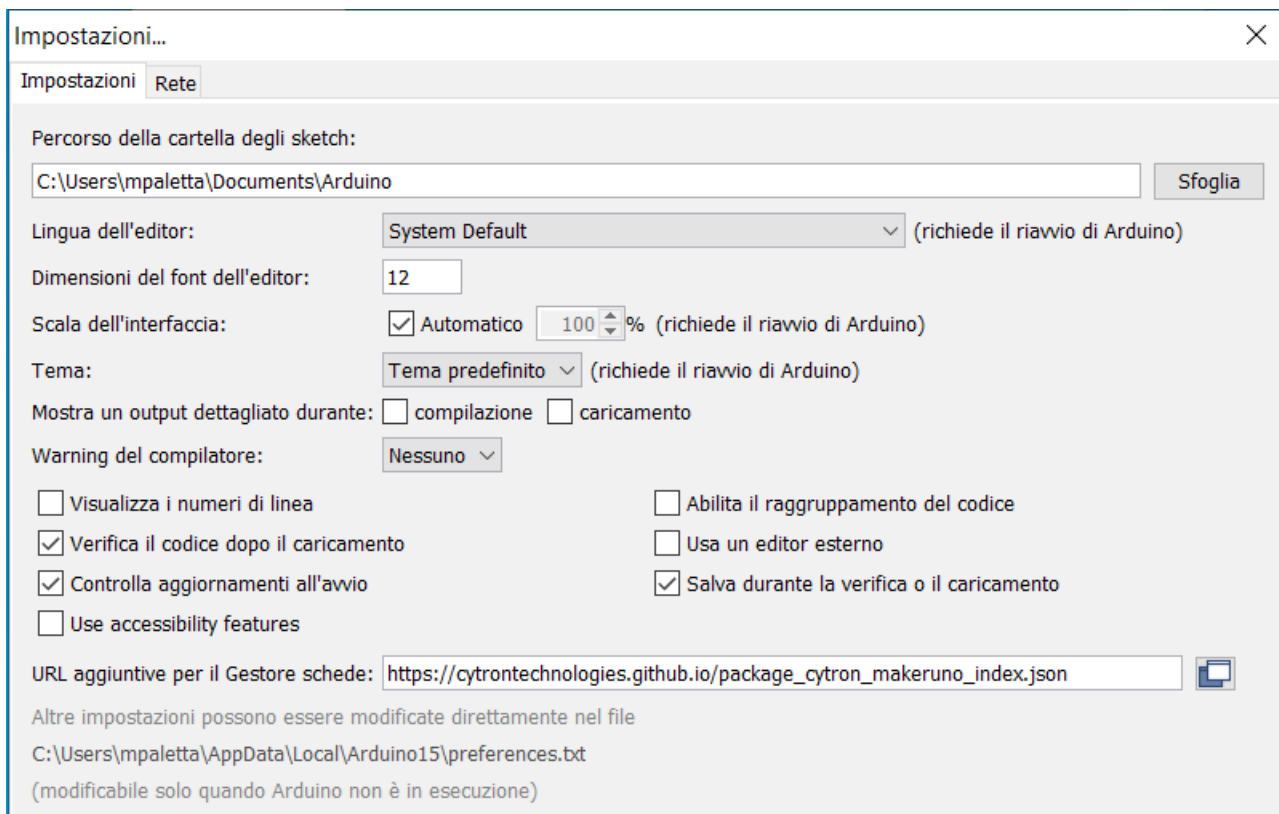 Impostazioni...
Impostazioni Rete
Percorso della cartella degli sketch:
C:\Users\mpaletta\Documents\Arduino Sfoglia
Lingua dell'editor: System Default (richiede il riavvio di Arduino)
Dimensioni del font dell'editor: 12
Scala dell'interfaccia: Automatico 100 % (richiede il riavvio di Arduino)
Tema: Tema predefinito (richiede il riavvio di Arduino)
Mostra un output dettagliato durante: compilazione caricamento
Warning del compilatore: Nessuno
Visualizza i numeri di linea Abilita il raggruppamento del codice
Verifica il codice dopo il caricamento Usa un editor esterno
Controlla aggiornamenti all'avvio Salva durante la verifica o il caricamento
Use accessibility features
URL aggiuntive per il Gestore schede: https://cytrontechnologies.github.io/package_cytron_makeruno_index.json
Altre impostazioni possono essere modificate direttamente nel file
C:\Users\mpaletta\AppData\Local\Arduino15\preferences.txt
(modificabile solo quando Arduino non è in esecuzione)